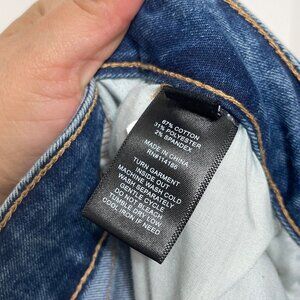 67% COTTON
31% POLYESTER
2% SPANDEX
MADE IN CHINA
RN#114186
TURN GARMENT
INSIDE OUT
MACHINE WASH COLD
WASH SEPARATELY
GENTLE CYCLE
DO NOT BLEACH
TUMBLE DRY LOW
COOL IRON IF NEED